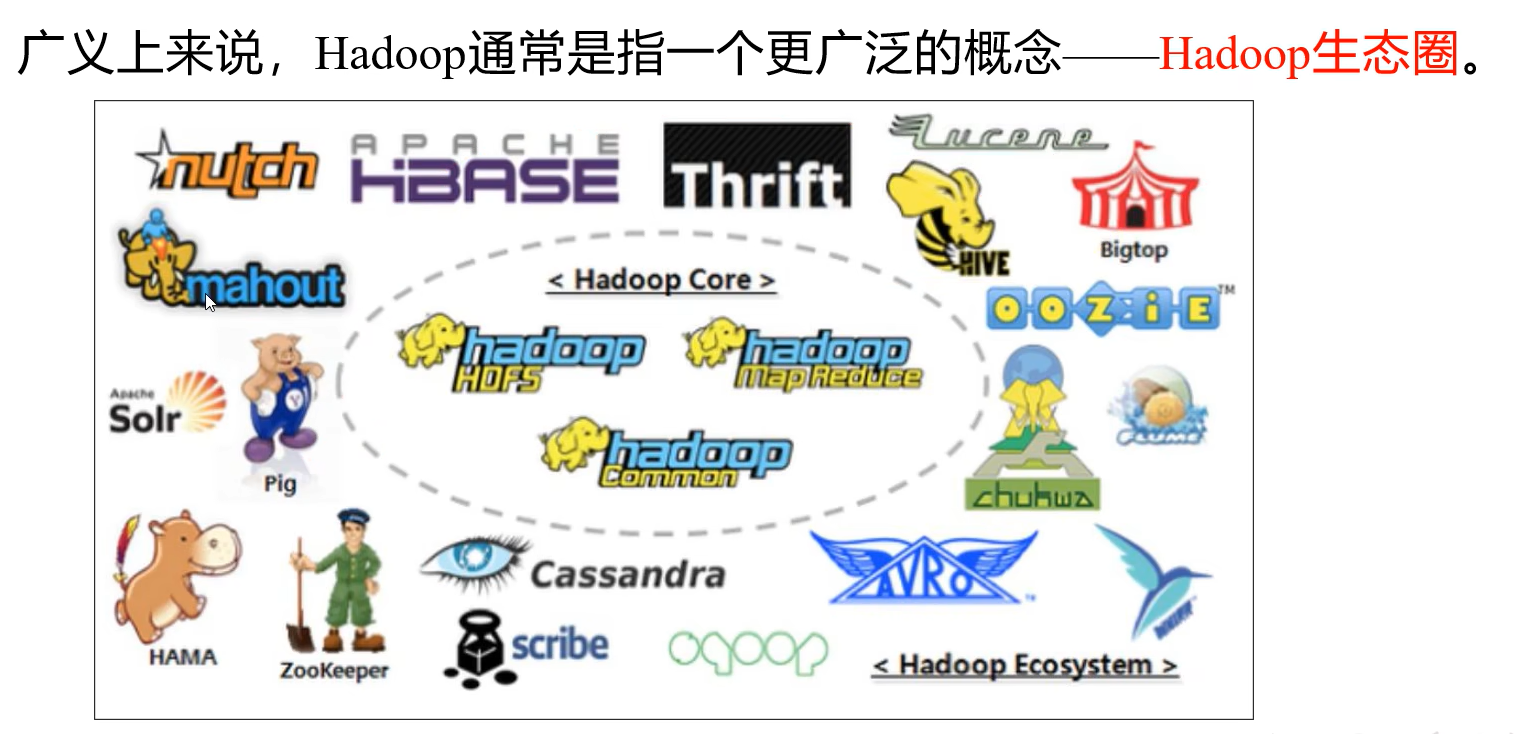 广义上来说，Hadoop通常是指一个更广泛的概念——Hadoop生态圈。
nutch
APACHE
HBASE
Thrift
Lucene
HIVE
Bigtop
mahout
< Hadoop Core >
OOZiE™
hadoop
HDFS
hadoop
Map Reduce
Apache
Solr
Pig
hadoop
Common
FLUME
chukwa
HAMA
ZooKeeper
Cassandra
AVRO™
scribe
sqoop
< Hadoop Ecosystem >